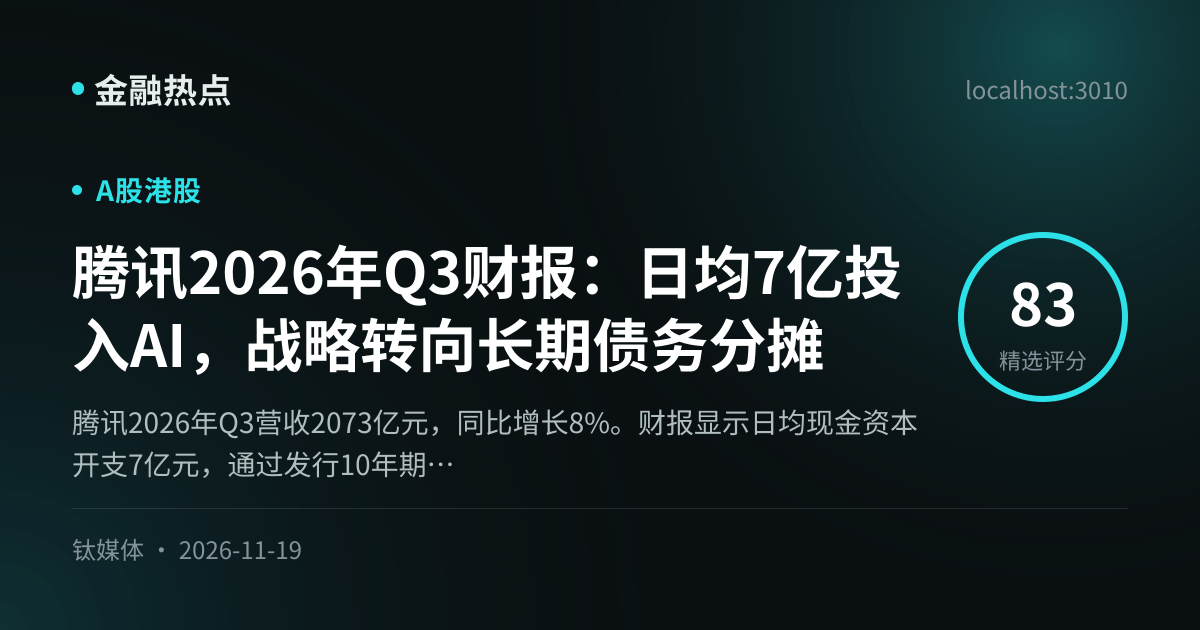 金融热点
localhost:3010
A股港股
腾讯2026年Q3财报：日均7亿投
入AI，战略转向长期债务分摊
83
精选评分
腾讯2026年Q3营收2073亿元，同比增长8%。财报显示日均现金资本
开支7亿元，通过发行10年期…
钛媒体 · 2026-11-19